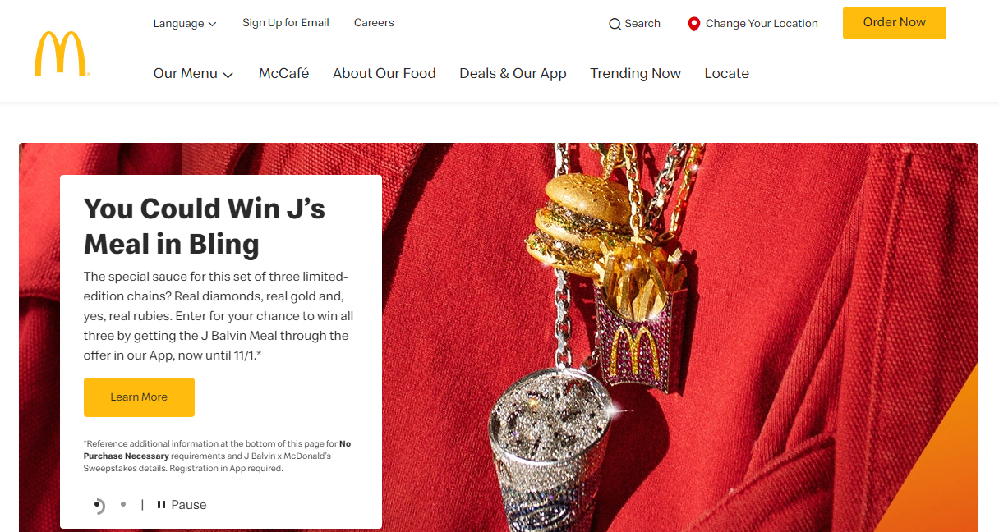 Language
Sign Up for Email
Careers
Search
Change Your Location
Order Now
Our Menu
McCafé
About Our Food
Deals & Our App
Trending Now
Locate
You Could Win J’s
Meal in Bling
The special sauce for this set of three limited-
edition chains? Real diamonds, real gold and,
yes, real rubies. Enter for your chance to win all
three by getting the J Balvin Meal through the
offer in our App, now until 11/1.*
Learn More
*Reference additional information at the bottom of this page for No
Purchase Necessary requirements and J Balvin x McDonald’s
Sweepstakes details. Registration in App required.
| Pause